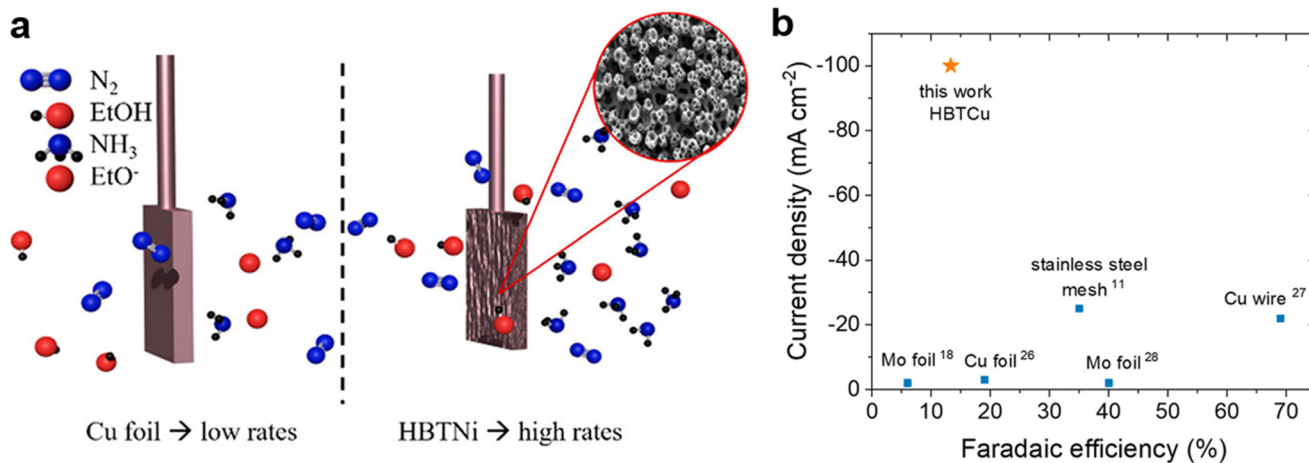 a
N2
EtOH
NH3
EtO-
Cu foil → low rates
HBTNi → high rates
b
Current density (mA cm-2)
-100
-80
-60
-40
-20
0
this work
HBTCu
stainless steel
mesh 11
Cu wire 27
Mo foil 18
Cu foil 26
Mo foil 28
0 10 20 30 40 50 60 70
Faradaic efficiency (%)